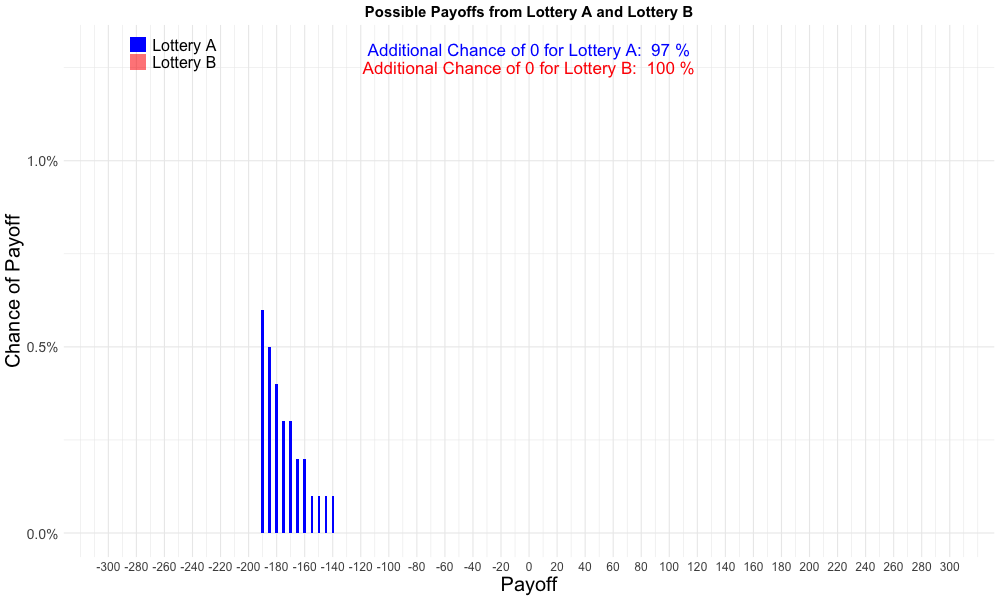 Possible Payoffs from Lottery A and Lottery B
Lottery A
Lottery B
Additional Chance of 0 for Lottery A:  97 %
Additional Chance of 0 for Lottery B:  100 %
Chance of Payoff
1.0%
0.5%
0.0%
-300 -280 -260 -240 -220 -200 -180 -160 -140 -120 -100 -80 -60 -40 -20 0 20 40 60 80 100 120 140 160 180 200 220 240 260 280 300
Payoff